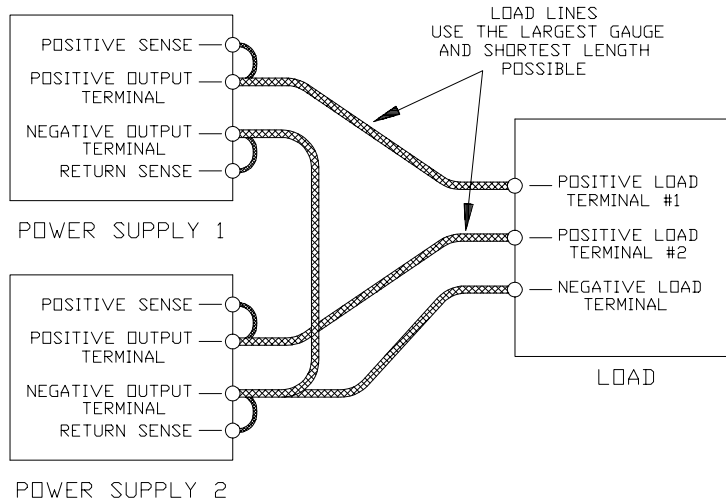 LOAD LINES
USE THE LARGEST GAUGE
AND SHORTEST LENGTH
POSSIBLE
POSITIVE SENSE
POSITIVE OUTPUT
TERMINAL
NEGATIVE OUTPUT
TERMINAL
RETURN SENSE
POWER SUPPLY 1
POSITIVE SENSE
POSITIVE OUTPUT
TERMINAL
NEGATIVE OUTPUT
TERMINAL
RETURN SENSE
POWER SUPPLY 2
POSITIVE LOAD
TERMINAL #1
POSITIVE LOAD
TERMINAL #2
NEGATIVE LOAD
TERMINAL
LOAD